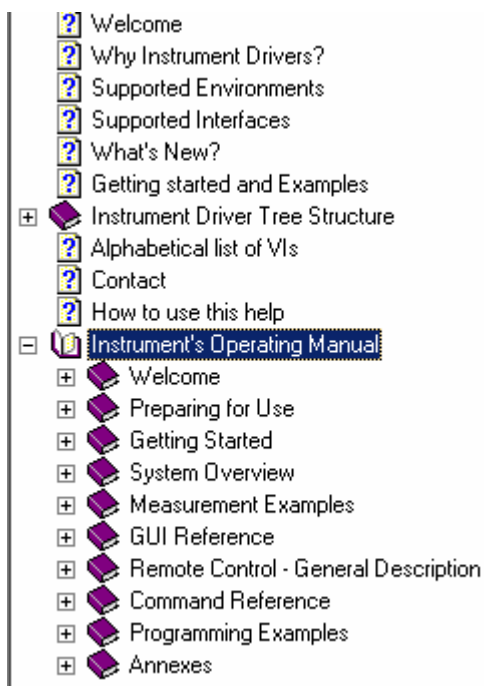 Welcome
Why Instrument Drivers?
Supported Environments
Supported Interfaces
What's New?
Getting started and Examples
Instrument Driver Tree Structure
Alphabetical list of VIs
Contact
How to use this help
Instrument's Operating Manual
Welcome
Preparing for Use
Getting Started
System Overview
Measurement Examples
GUI Reference
Remote Control - General Description
Command Reference
Programming Examples
Annexes